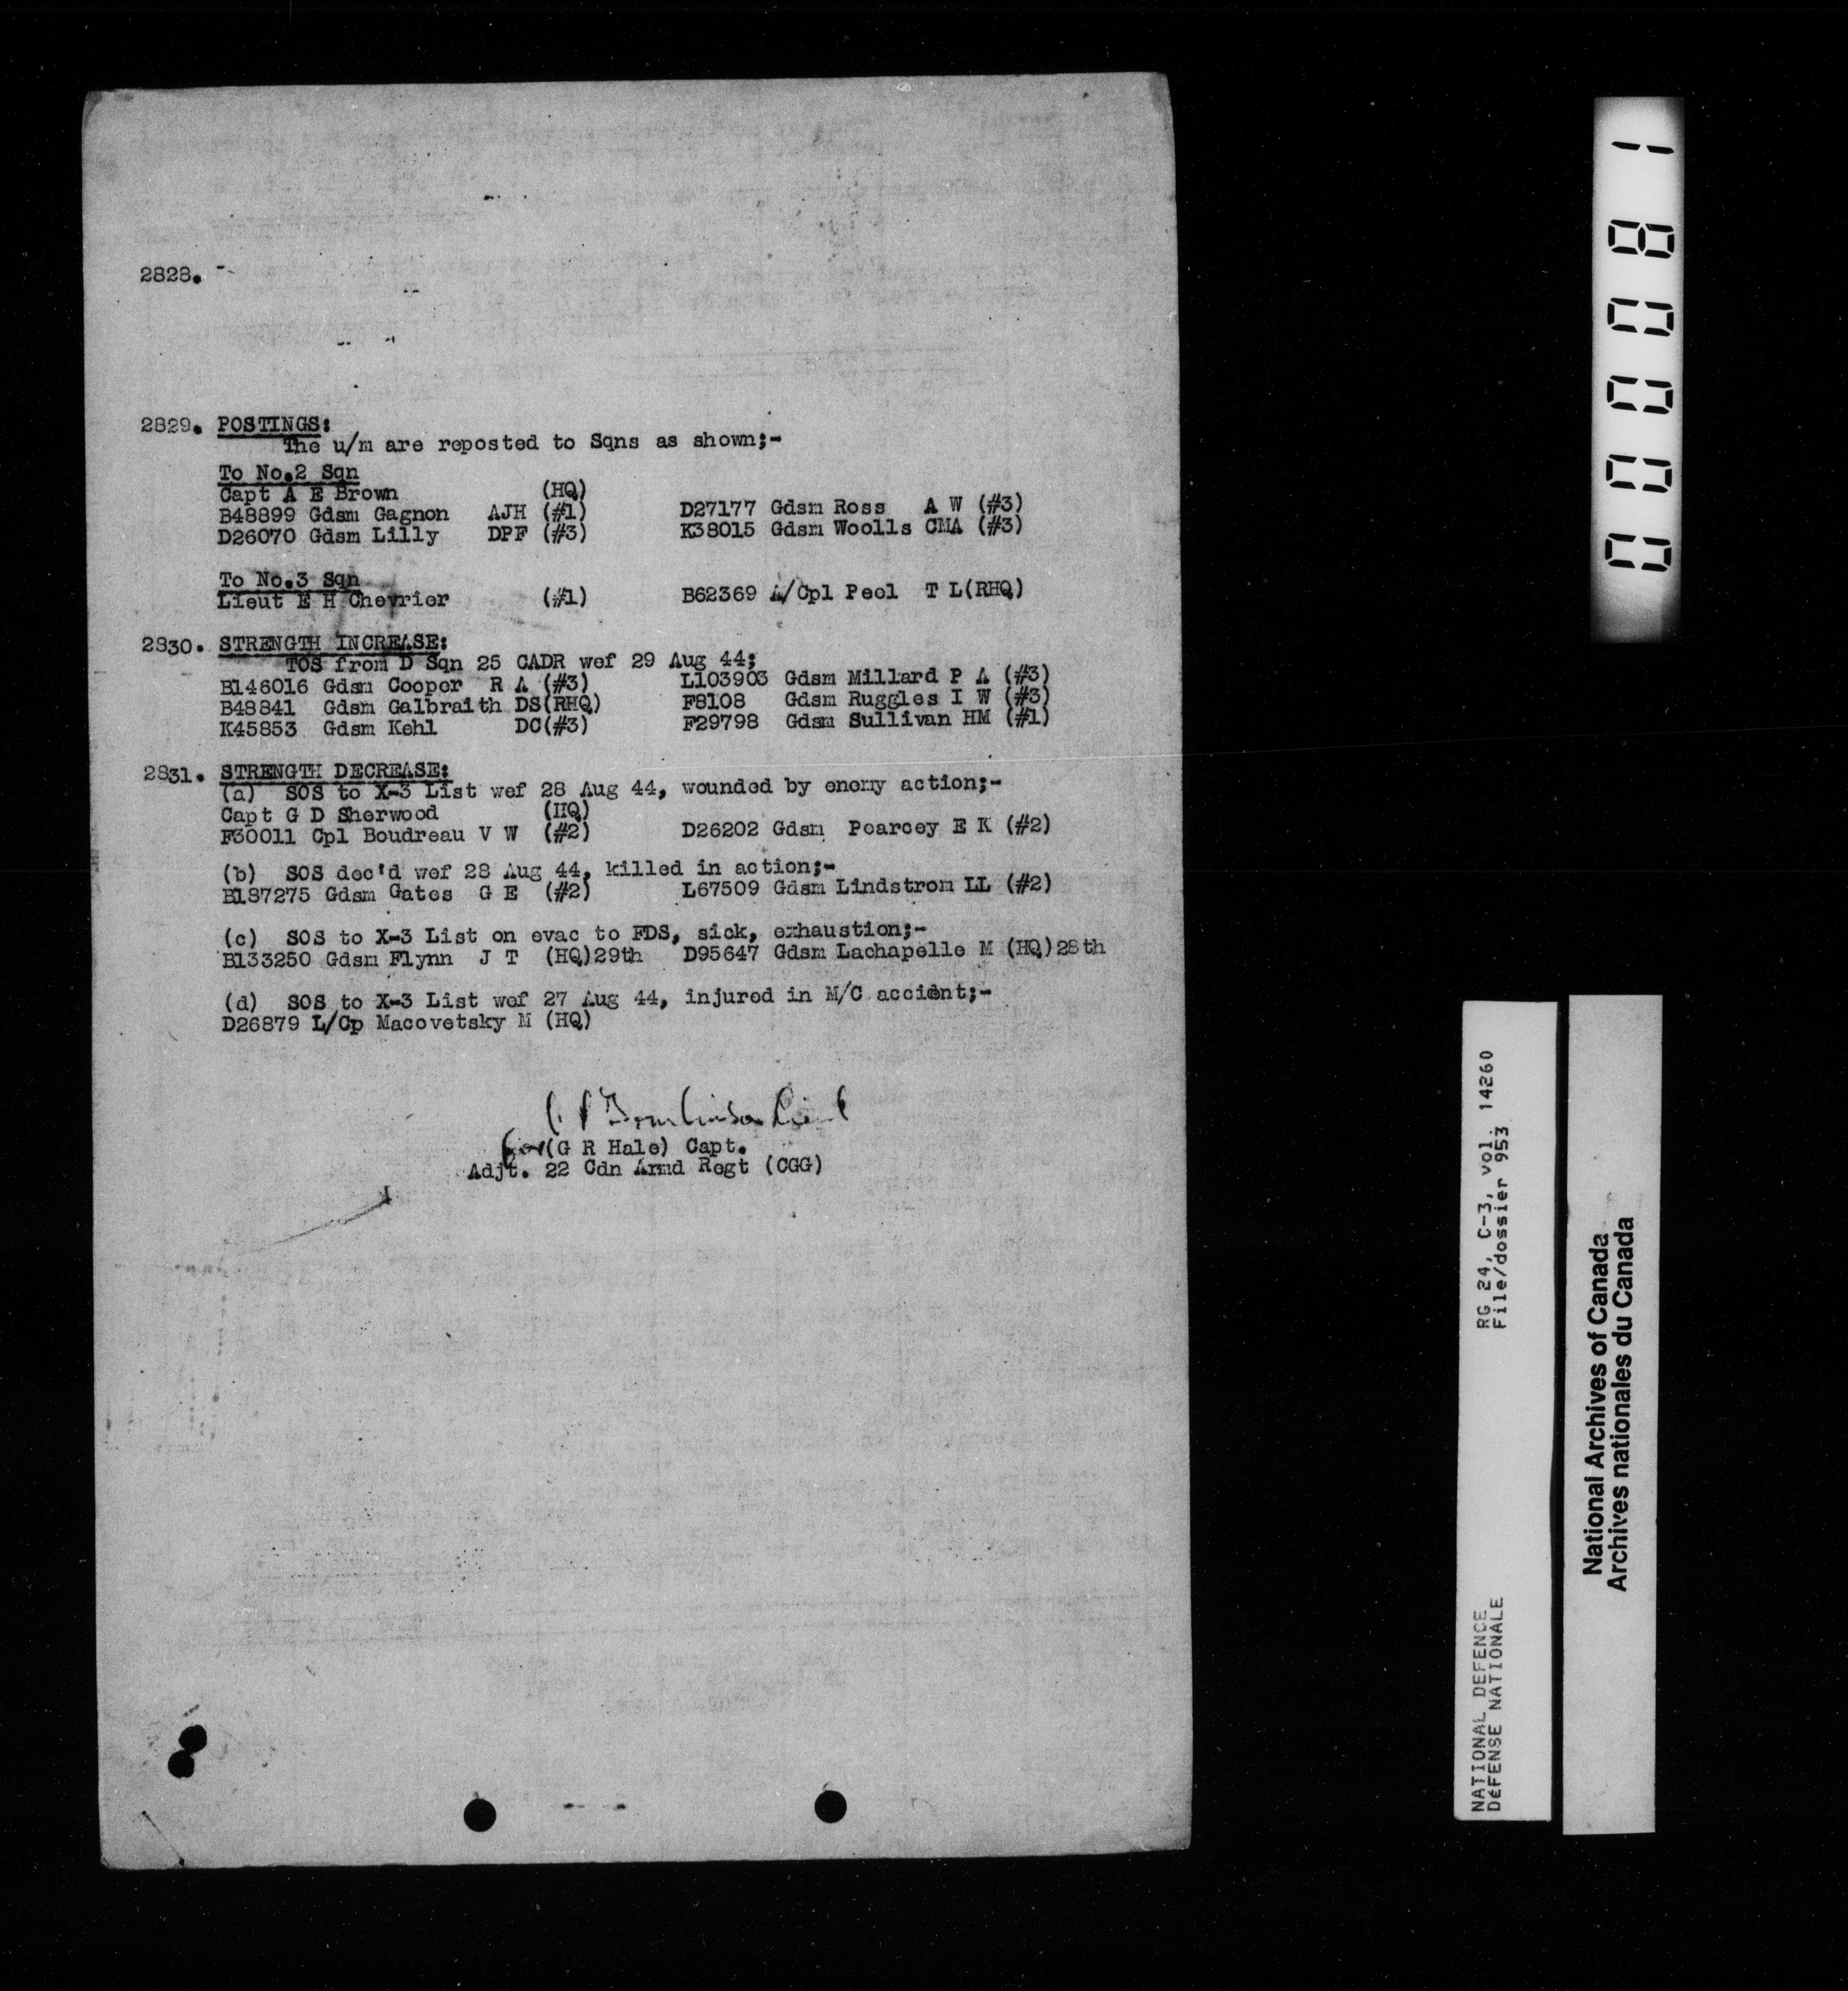 2828.
2829. POSTINGS:
The u/m are reposted to Sqns as shown;-
To No.2 Sqn
Capt A E Brown (HQ)
B48899 Gdsm Gagnon AJH (#1) D27177 Gdsm Ross A W (#3)
D26070 Gdsm Lilly DPF (#3) K38015 Gdsm Woolls CMA (#3)
To No.3 Sqn
Lieut E H Chevrier (#1) B62369 A/Cpl Peel T L(RHQ)
2830. STRENGTH INCREASE:
TOS from D Sqn 25 CADR wef 29 Aug 44;
B146016 Gdsm Cooper R A (#3) L103903 Gdsm Millard P A (#3)
B48841 Gdsm Galbraith DS(RHQ) F8108 Gdsm Ruggles I W (#3)
K45853 Gdsm Kehl DC(#3) F29798 Gdsm Sullivan HM (#1)
2831. STRENGTH DECREASE:
(a) SOS to X-3 List wef 28 Aug 44, wounded by enemy action;-
Capt G D Sherwood (HQ)
F30011 Cpl Boudreau V W (#2) D26202 Gdsm Pearcey E K (#2)
(b) SOS dec'd wef 28 Aug 44, killed in action;-
B187275 Gdsm Gates G E (#2) L67509 Gdsm Lindstrom LL (#2)
(c) SOS to X-3 List on evac to FDS, sick, exhaustion;-
B133250 Gdsm Flynn J T (HQ)29th D95647 Gdsm Lachapelle M (HQ)28th
(d) SOS to X-3 List wef 27 Aug 44, injured in M/C accident;-
D26879 L/Cp Macovetsky M (HQ)
Tomlinson Lieut
for (G R Hale) Capt.
Adjt. 22 Cdn Armd Regt (CGG)
000081
NATIONAL DEFENCE RG 24, C-3, vol. 14260
DéFENSE NATIONALE File/dossier 953
National Archives of Canada
Archives nationales du Canada